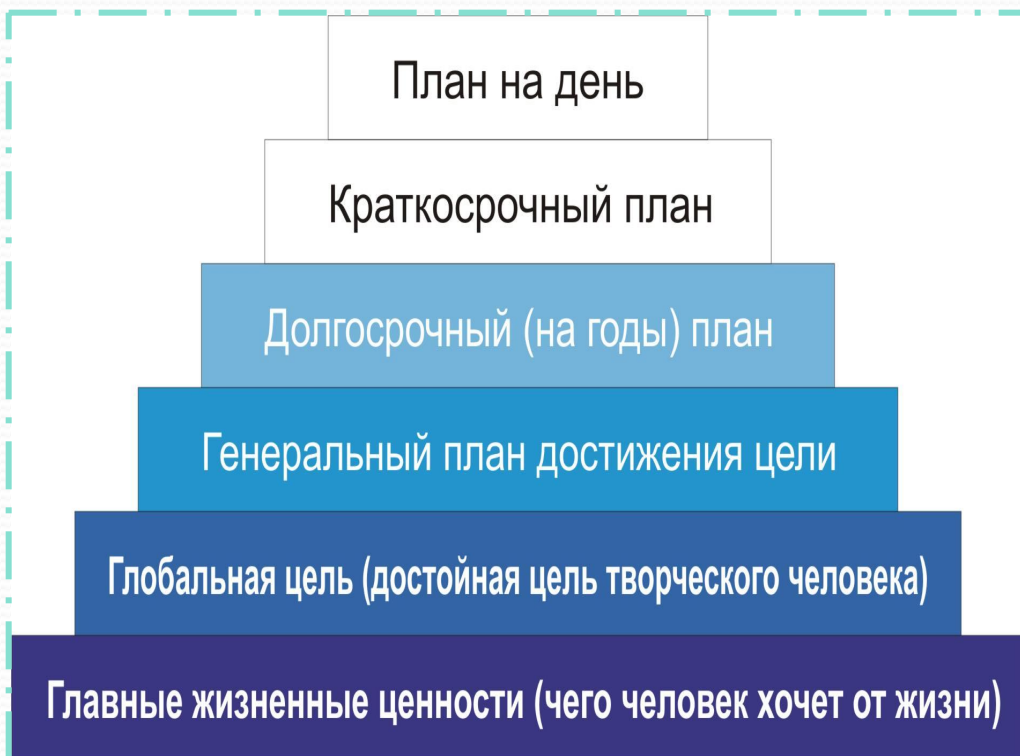 План на день
Краткосрочный план
Долгосрочный (на годы) план
Генеральный план достижения цели
Глобальная цель (достойная цель творческого человека)
Главные жизненные ценности (чего человек хочет от жизни)